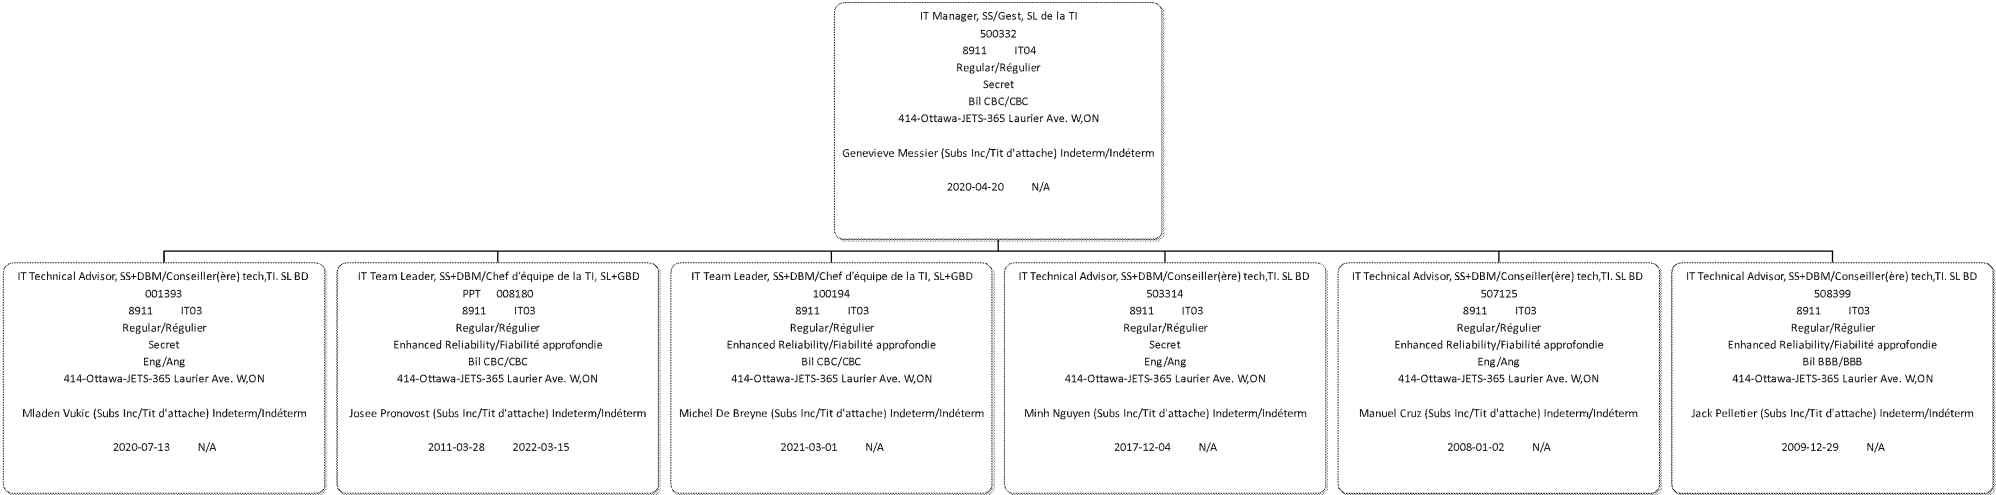 IT Manager, SS/Gest, SL de la TI
500332
8911 IT04
Regular/Régulier
Secret
Bil CBC/CBC
414-Ottawa-JETS-365 Laurier Ave. W,ON
Genevieve Messier (Subs Inc/Tit d'attache) Indeterm/Indéterm
2020-04-20 N/A
IT Technical Advisor, SS+DBM/Conseiller(ère) tech,TI. SL BD
001393
8911 IT03
Regular/Régulier
Secret
Eng/Ang
414-Ottawa-JETS-365 Laurier Ave. W,ON
Mladen Vukic (Subs Inc/Tit d'attache) Indeterm/Indéterm
2020-07-13 N/A
IT Team Leader, SS+DBM/Chef d'équipe de la TI, SL+GBD
PPT 008180
8911 IT03
Regular/Régulier
Enhanced Reliability/Fiabilité approfondie
Bil CBC/CBC
414-Ottawa-JETS-365 Laurier Ave. W,ON
Josee Pronovost (Subs Inc/Tit d'attache) Indeterm/Indéterm
2011-03-28 2022-03-15
IT Team Leader, SS+DBM/Chef d'équipe de la TI, SL+GBD
100194
8911 IT03
Regular/Régulier
Enhanced Reliability/Fiabilité approfondie
Bil CBC/CBC
414-Ottawa-JETS-365 Laurier Ave. W,ON
Michel De Breyne (Subs Inc/Tit d'attache) Indeterm/Indéterm
2021-03-01 N/A
IT Technical Advisor, SS+DBM/Conseiller(ère) tech,TI. SL BD
503314
8911 IT03
Regular/Régulier
Secret
Eng/Ang
414-Ottawa-JETS-365 Laurier Ave. W,ON
Minh Nguyen (Subs Inc/Tit d'attache) Indeterm/Indéterm
2017-12-04 N/A
IT Technical Advisor, SS+DBM/Conseiller(ère) tech,TI. SL BD
507125
8911 IT03
Regular/Régulier
Enhanced Reliability/Fiabilité approfondie
Eng/Ang
414-Ottawa-JETS-365 Laurier Ave. W,ON
Manuel Cruz (Subs Inc/Tit d'attache) Indeterm/Indéterm
2008-01-02 N/A
IT Technical Advisor, SS+DBM/Conseiller(ère) tech,TI. SL BD
508399
8911 IT03
Regular/Régulier
Enhanced Reliability/Fiabilité approfondie
Bil BBB/BBB
414-Ottawa-JETS-365 Laurier Ave. W,ON
Jack Pelletier (Subs Inc/Tit d'attache) Indeterm/Indéterm
2009-12-29 N/A